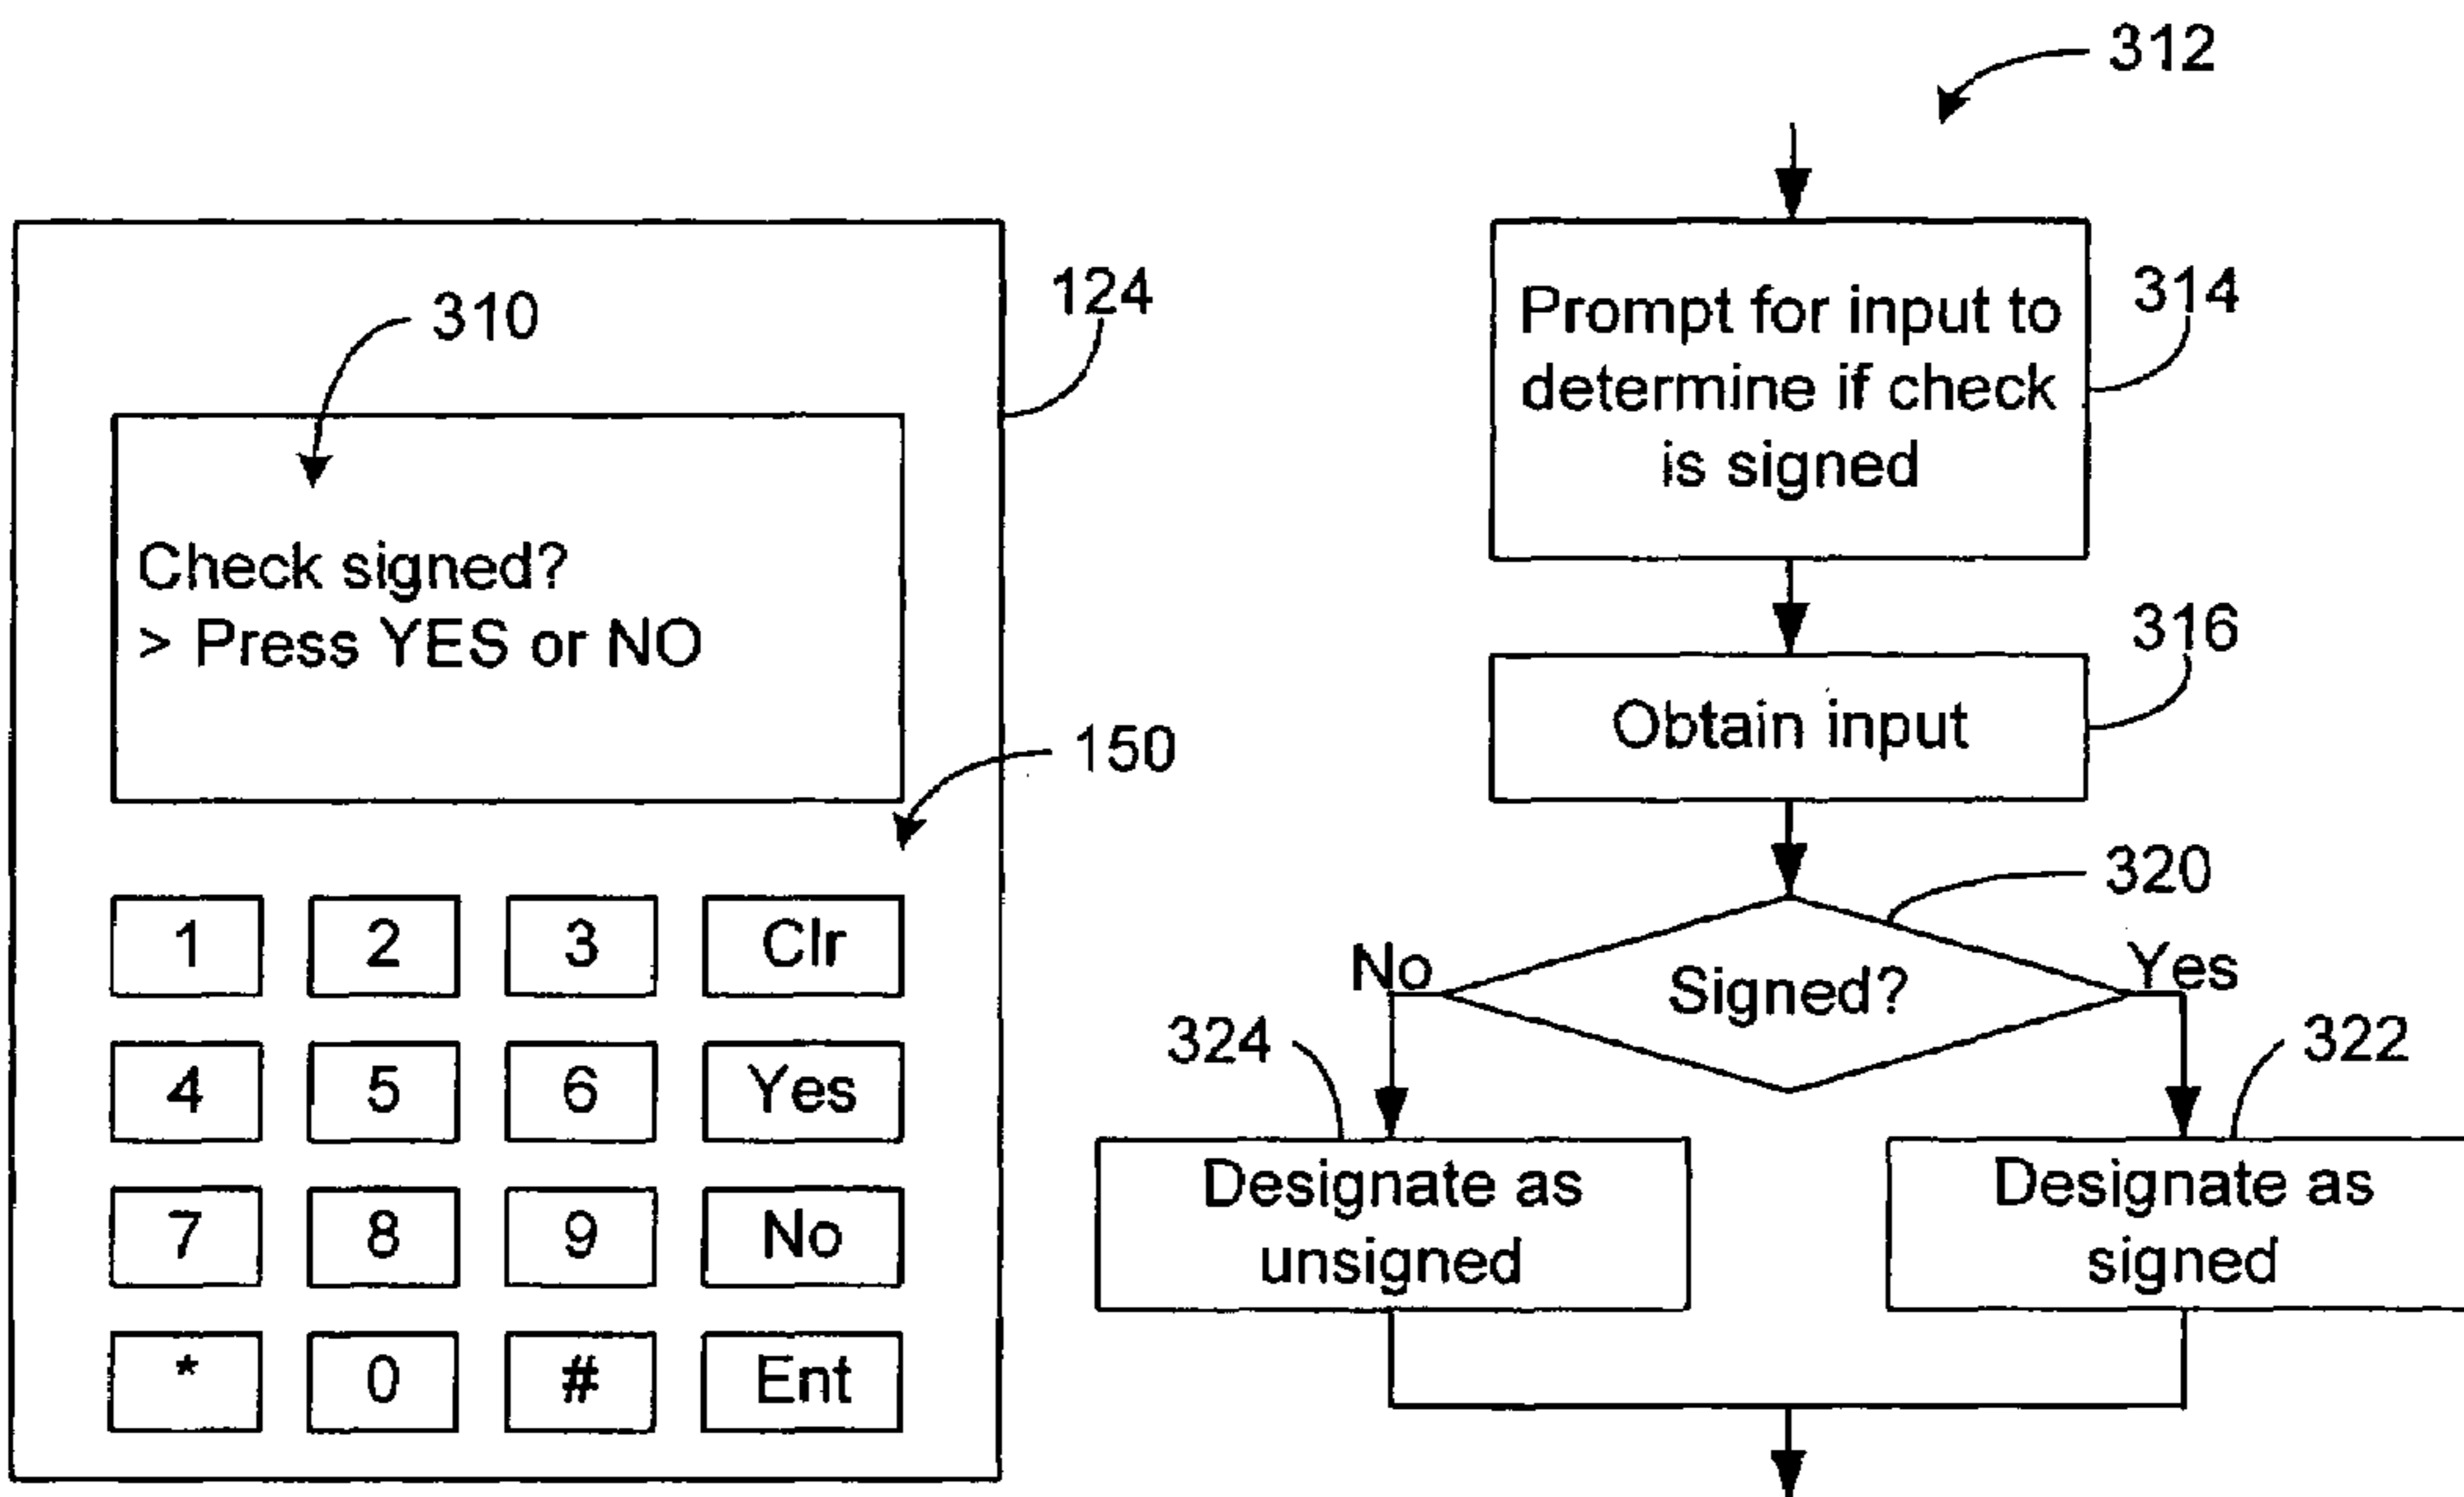 310
124
Check signed?
> Press YES or NO
150
1 2 3 Clr
4 5 6 Yes
7 8 9 No
* 0 # Ent
312
Prompt for input to
determine if check
is signed
314
Obtain input
316
320
Signed?
No
Yes
324
322
Designate as
unsigned
Designate as
signed